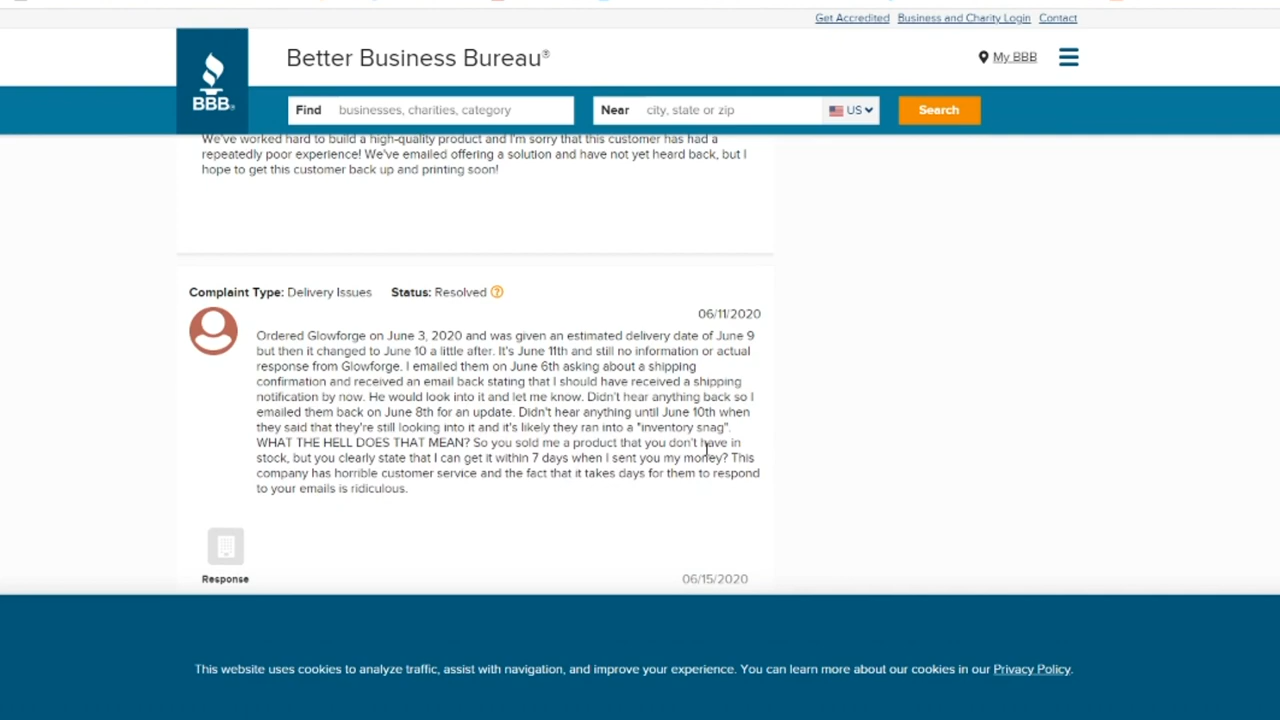 Get Accredited Business and Charity Login Contact
BBB®
Better Business Bureau®
My BBB
Find businesses, charities, category Near city, state or zip US Search
We've worked hard to build a high-quality product and I'm sorry that this customer has had a
repeatedly poor experience! We've emailed offering a solution and have not yet heard back, but I
hope to get this customer back up and printing soon!
Complaint Type: Delivery Issues Status: Resolved ?
06/11/2020
Ordered Glowforge on June 3, 2020 and was given an estimated delivery date of June 9
but then it changed to June 10 a little after. It's June 11th and still no information or actual
response from Glowforge. I emailed them on June 6th asking about a shipping
confirmation and received an email back stating that I should have received a shipping
notification by now. He would look into it and let me know. Didn't hear anything back so I
emailed them back on June 8th for an update. Didn't hear anything until June 10th when
they said that they're still looking into it and it's likely they ran into a "inventory snag".
WHAT THE HELL DOES THAT MEAN? So you sold me a product that you don't have in
stock, but you clearly state that I can get it within 7 days when I sent you my money? This
company has horrible customer service and the fact that it takes days for them to respond
to your emails is ridiculous.
Response 06/15/2020
This website uses cookies to analyze traffic, assist with navigation, and improve your experience. You can learn more about our cookies in our Privacy Policy.